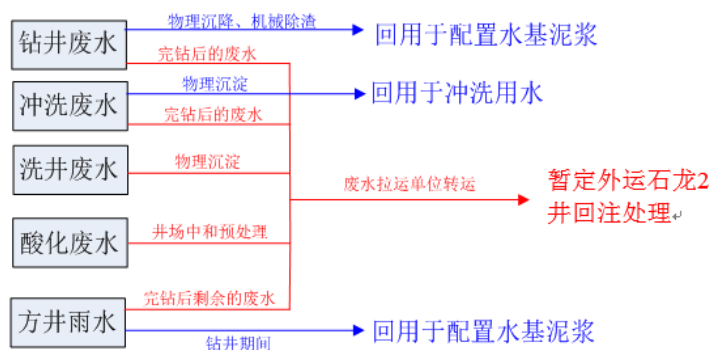 物理沉降、机械除渣
钻井废水
回用于配置水基泥浆
完钻后的废水
物理沉淀
冲洗废水
回用于冲洗用水
完钻后的废水
物理沉淀
洗井废水
废水拉运单位转运
暂定外运石龙2
井回注处理
井场中和预处理
酸化废水
完钻后剩余的废水
方井雨水
回用于配置水基泥浆
钻井期间